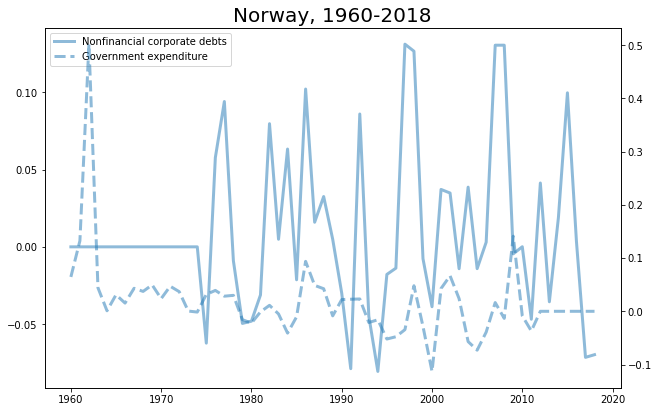 Norway, 1960-2018
Nonfinancial corporate debts
Government expenditure
0.10
0.05
0.00
−0.05
0.5
0.4
0.3
0.2
0.1
0.0
−0.1
1960 1970 1980 1990 2000 2010 2020